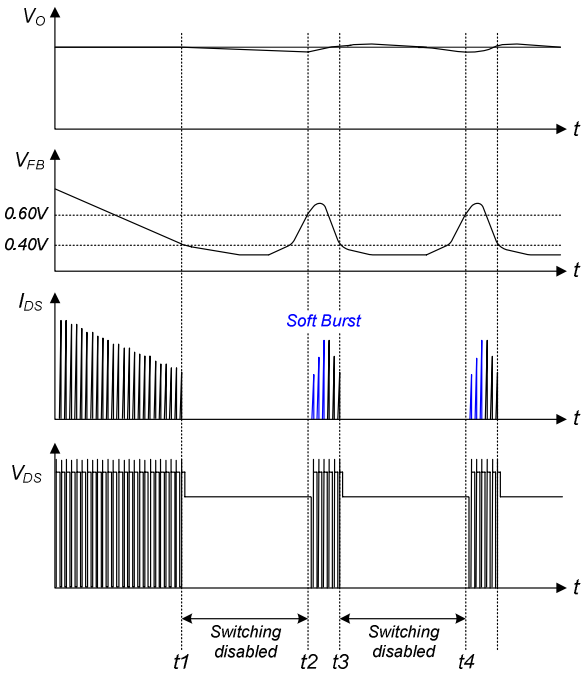 VO
t
VFB
0.60V
0.40V
t
IDS
Soft Burst
t
VDS
t
Switching
disabled
Switching
disabled
t1
t2
t3
t4